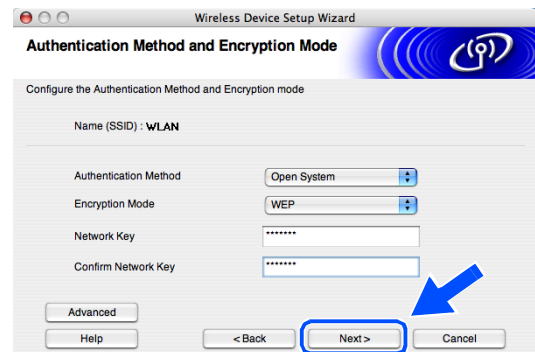 Wireless Device Setup Wizard
Authentication Method and Encryption Mode
Configure the Authentication Method and Encryption mode
Name (SSID) : WLAN
Authentication Method Open System
Encryption Mode WEP
Network Key *******
Confirm Network Key *******
Advanced
Help < Back Next > Cancel